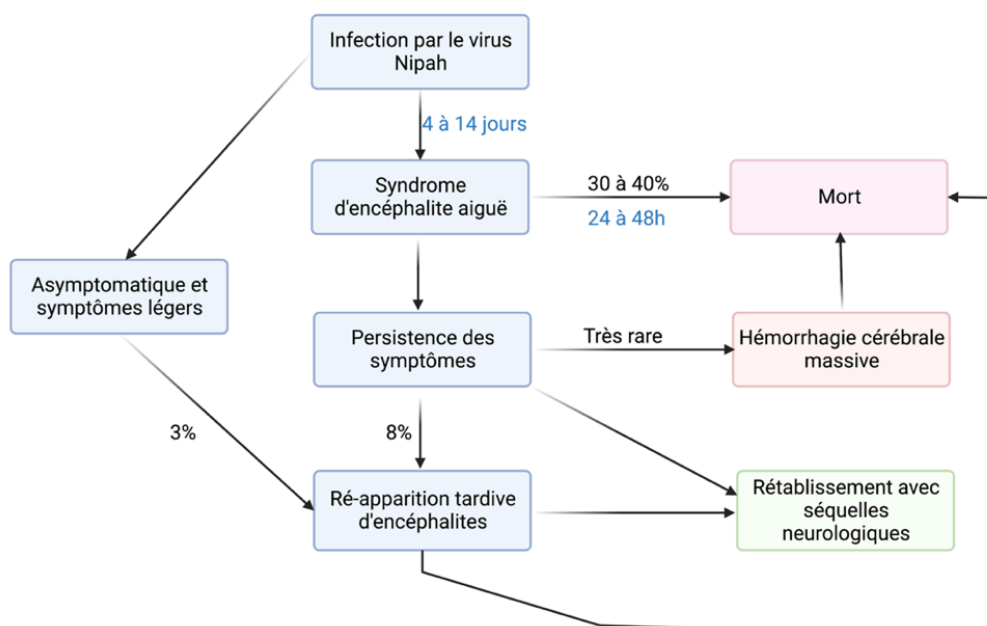 Infection par le virus
Nipah
4 à 14 jours
Syndrome
d'encéphalite aiguë
30 à 40%
24 à 48h
Mort
Asymptomatique et
symptômes légers
Persistence des
symptômes
Très rare
Hémorrhagie cérébrale
massive
3%
8%
Ré-apparition tardive
d'encéphalites
Rétablissement avec
séquelles
neurologiques